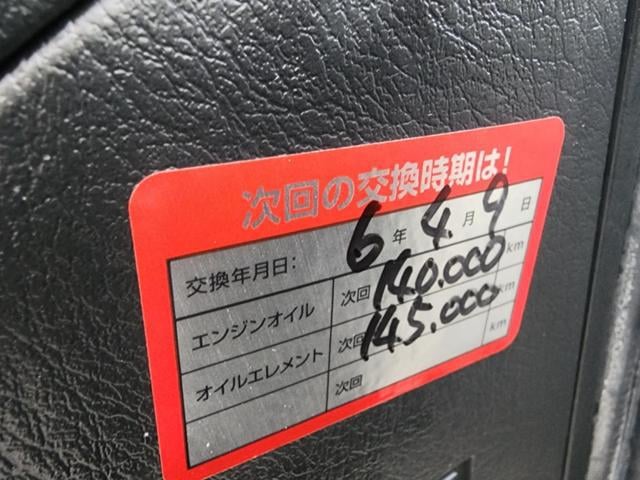 次回の交換時期は!
交換年月日: 6年 4.月 9日
エンジンオイル 次回 140.000 km
オイルエレメント 次回 145.000 km
次回